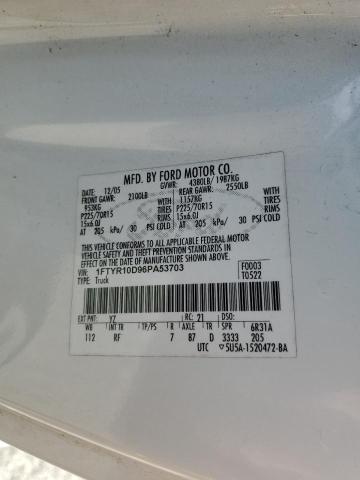 MFD. BY FORD MOTOR CO.
12/05 GVWR: 4380LB/1987KG
FRONT GAWR: 2100LB REAR GAWR: 2550LB
953KG WITH 1157KG WITH
P225/70R15 TIRES P225/70R15 TIRES
15x6.0J RIMS 15x6.0J RIMS
AT 205 kPa/ 30 PSI COLD AT 205 kPa/ 30 PSI COLD
THIS VEHICLE CONFORMS TO ALL APPLICABLE FEDERAL MOTOR
VEHICLE SAFETY AND THEFT PREVENTION STANDARDS IN
EFFECT ON THE DATE OF MANUFACTURE SHOWN ABOVE.
VIN: 1FTYR10D96PA53703 F0003
TYPE: Truck T0522
EXT PNT: YZ RC: 21 DSO:
WB INT TR TP/PS R AXLE TR SPR 6R31A
112 RF 7 87 D 3333 205
UTC ▽5U5A-1520472-BA